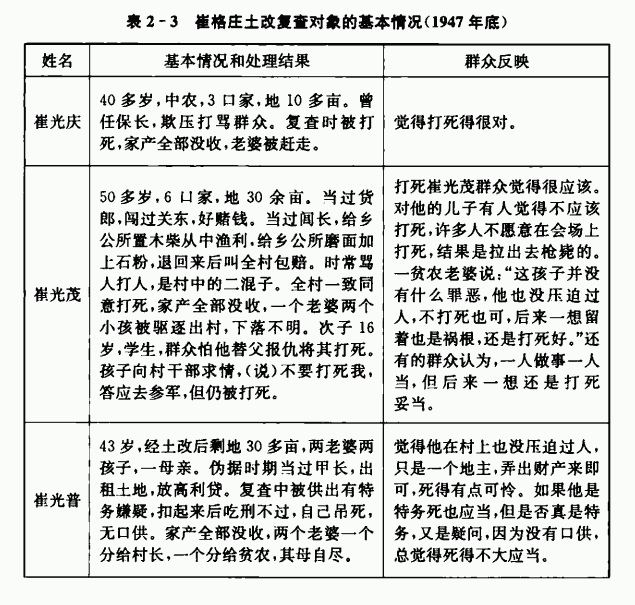 表 2-3 崔格庄土改复查对象的基本情况(1947 年底)
姓名
基本情况和处理结果
群众反映
崔光庆
40 多岁,中农,3 口家,地 10 多亩。曾
任保长,欺压打骂群众。复查时被打
死,家产全部没收,老婆被赶走。
觉得打死得很对。
崔光茂
50 多岁,6 口家,地 30 余亩。当过货
郎,闯过关东,好赌钱。当过闾长,给乡
公所置木柴从中渔利,给乡公所磨面加
上石粉,退回来后叫全村包赔。时常骂
人打人,是村中的二混子。全村一致同
意打死,家产全部没收,一个老婆两个
小孩被驱逐出村,下落不明。次子 16
岁,学生,群众怕他替父报仇将其打死。
孩子向村干部求情,(说)不要打死我,
答应去参军,但仍被打死。
打死崔光茂群众觉得很应该。
对他的儿子有人觉得不应该
打死,许多人不愿意在会场上
打死,结果是拉出去枪毙的。
一贫农老婆说:“这孩子并没
有什么罪恶,他也没压迫过
人,不打死也可,后来一想留
着也是祸根,还是打死好。”还
有的群众认为,一人做事一人
当,但后来一想还是打死
妥当。
崔光普
43 岁,经土改后剩地 30 多亩,两老婆两
孩子,一母亲。伪据时期当过甲长,出
租土地,放高利贷。复查中被供出有特
务嫌疑,扣起来后吃刑不过,自己吊死,
无口供。家产全部没收,两个老婆一个
分给村长,一个分给贫农,其母自尽。
觉得他在村上也没压迫过人,
只是一个地主,弄出财产来即
可,死得有点可怜。如果他是
特务死也应当,但是否真是特
务,又是疑问,因为没有口供,
总觉得死得不大应当。